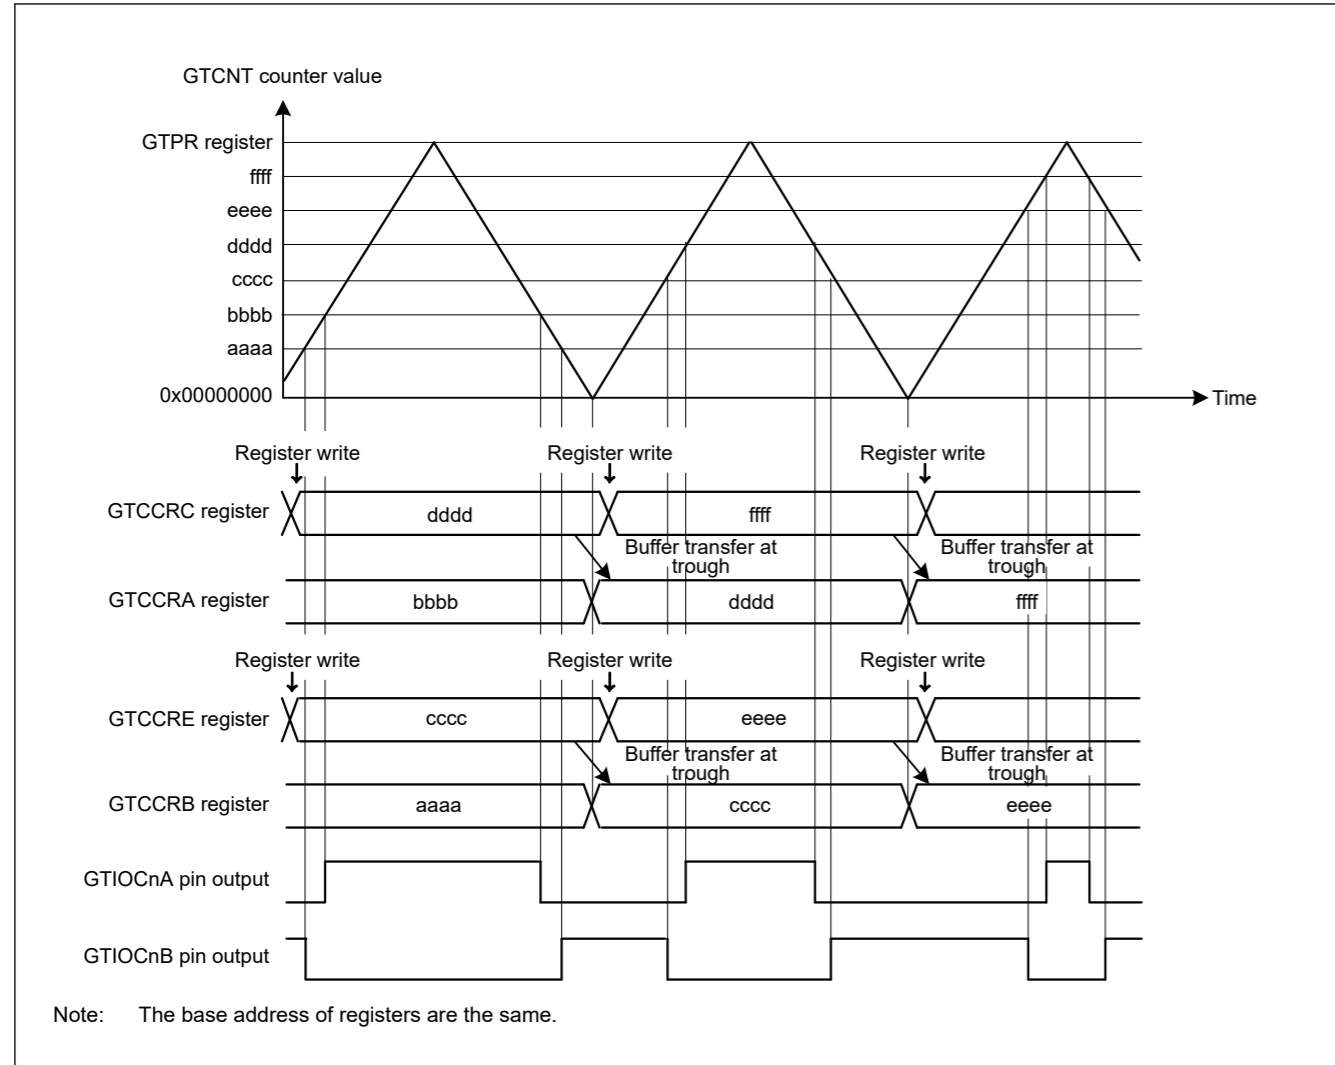 GTCNT counter value
GTPR register
ffff
eeee
dddd
cccc
bbbb
aaaa
0x00000000
Time
Register write
Register write
Register write
GTCCRC register
dddd
ffff
Buffer transfer at
trough
Buffer transfer at
trough
GTCCRA register
bbbb
dddd
ffff
Register write
Register write
Register write
GTCCRE register
cccc
eeee
Buffer transfer at
trough
Buffer transfer at
trough
GTCCRB register
aaaa
cccc
eeee
GTIOCnA pin output
GTIOCnB pin output
Note: The base address of registers are the same.